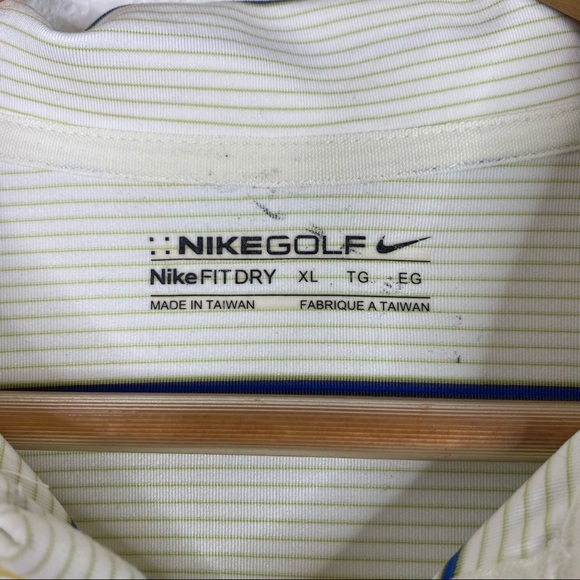 NIKEGOLF
NikeFITDRY XL TG EG
MADE IN TAIWAN FABRIQUE A TAIWAN